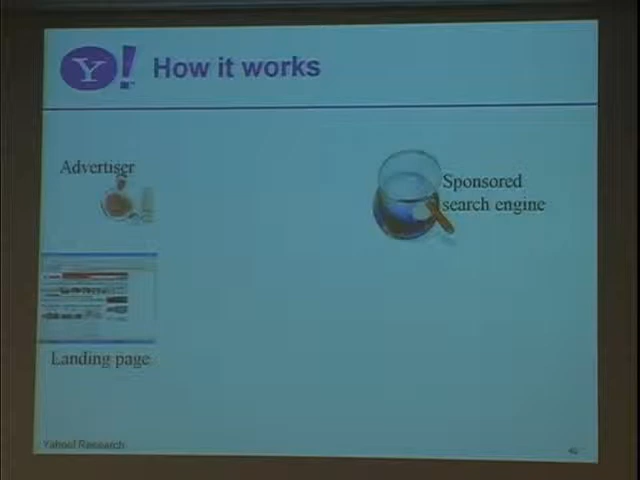 Y!
How it works
Advertiser
Sponsored
search engine
Landing page
Yahoo! Research